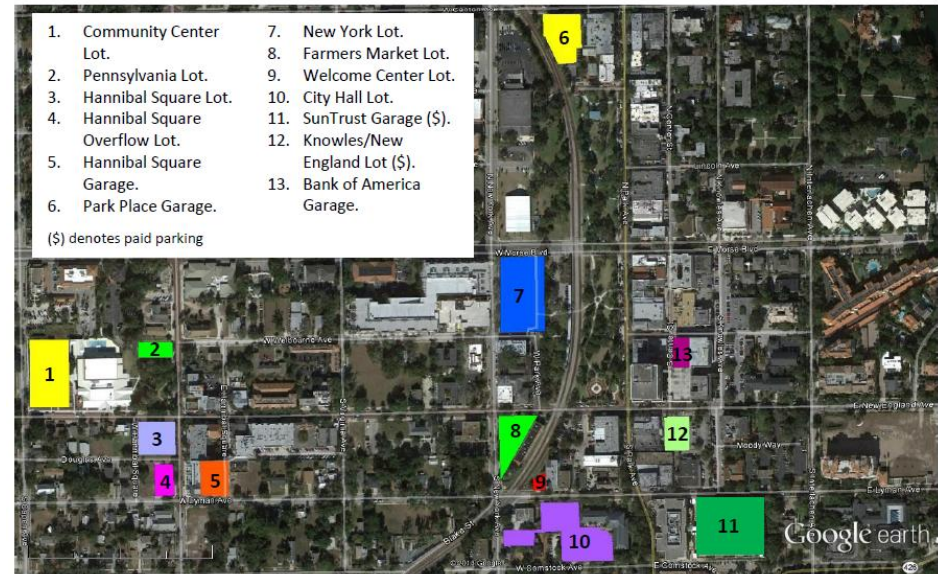 1. Community Center
Lot.
2. Pennsylvania Lot.
3. Hannibal Square Lot.
4. Hannibal Square
Overflow Lot.
5. Hannibal Square
Garage.
6. Park Place Garage.
7. New York Lot.
8. Farmers Market Lot.
9. Welcome Center Lot.
10. City Hall Lot.
11. SunTrust Garage ($).
12. Knowles/New
England Lot ($).
13. Bank of America
Garage.
($) denotes paid parking
6
Lincoln Ave
W Morse Blvd
E Morse Blvd
7
2
13
1
E New England Ave
8
12
3
Moody Way
Douglas Ave
4
5
9
W Lyman Ave
E Lyman Ave
11
Blake St
10
Google earth
W Comstock Ave
E Comstock Ave
426